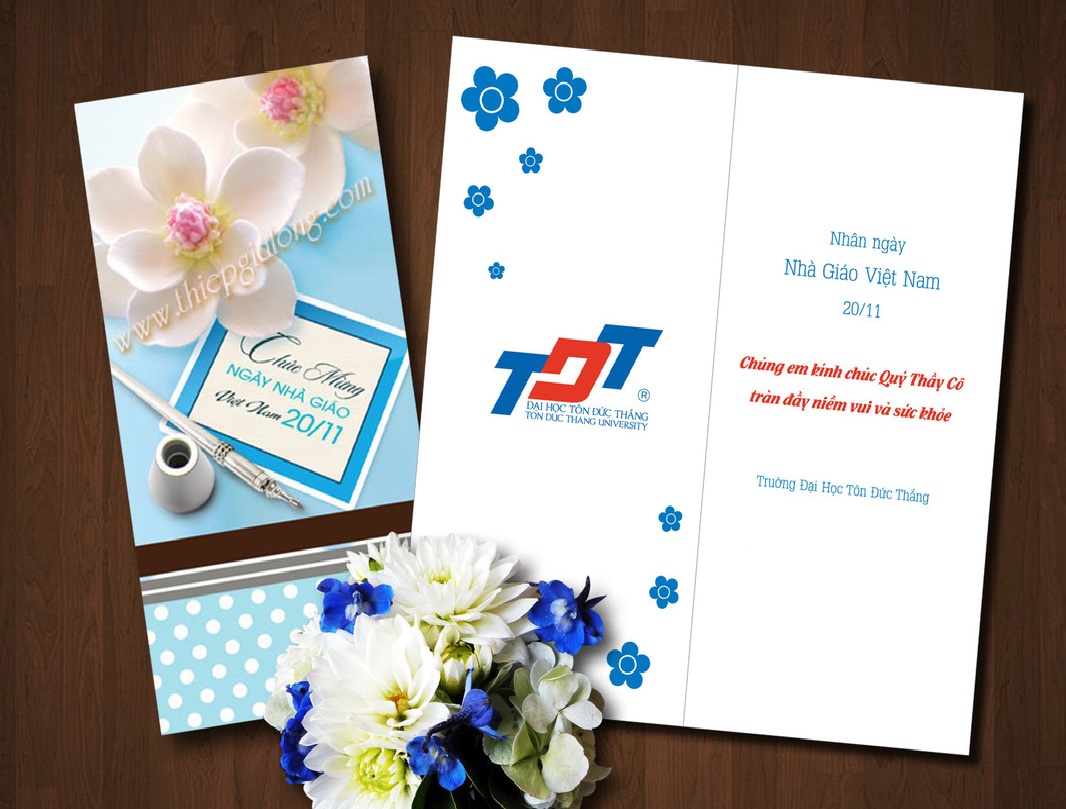 www.thiepgialong.com
Chúc Mừng
NGÀY NHÀ GIÁO
Việt Nam 20/11
TDT
®
ĐẠI HỌC TÔN ĐỨC THẮNG
TON DUC THANG UNIVERSITY
Nhân ngày
Nhà Giáo Việt Nam
20/11
Chúng em kính chúc Quý Thầy Cô
tràn đầy niềm vui và sức khỏe
Trường Đại Học Tôn Đức Thắng